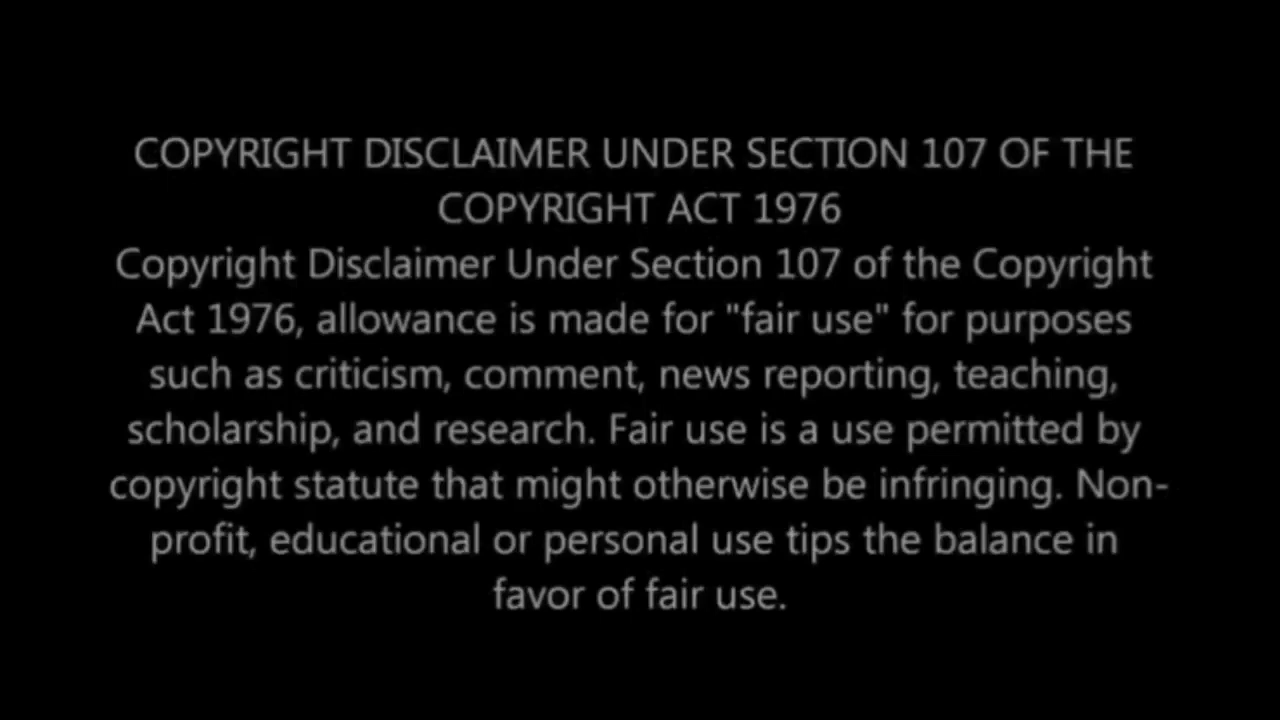 COPYRIGHT DISCLAIMER UNDER SECTION 107 OF THE
COPYRIGHT ACT 1976
Copyright Disclaimer Under Section 107 of the Copyright
Act 1976, allowance is made for "fair use" for purposes
such as criticism, comment, news reporting, teaching,
scholarship, and research. Fair use is a use permitted by
copyright statute that might otherwise be infringing. Non-
profit, educational or personal use tips the balance in
favor of fair use.